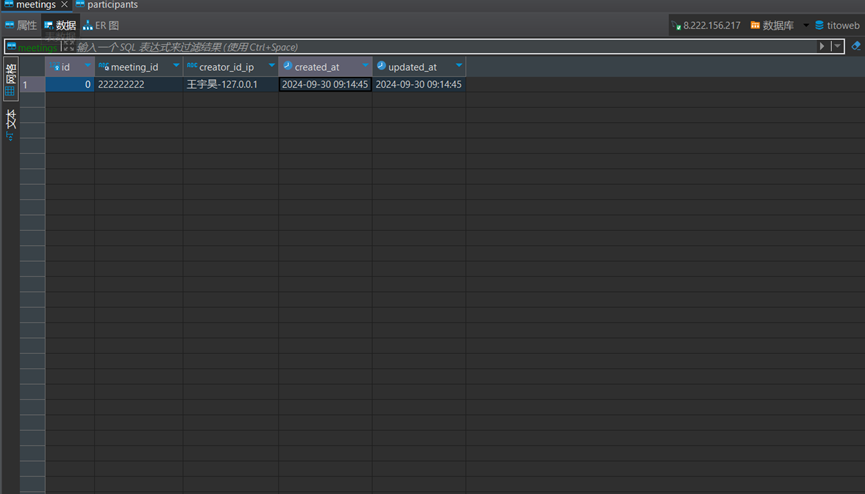 meetings participants
属性 数据 ER 图 8.222.156.217 数据库 titoweb
meetings 输入一个 SQL 表达式来过滤结果 (使用 Ctrl+Space)
id meeting_id creator_id_ip created_at updated_at
网格
1 0 222222222 王宇昊-127.0.0.1 2024-09-30 09:14:45 2024-09-30 09:14:45
文本